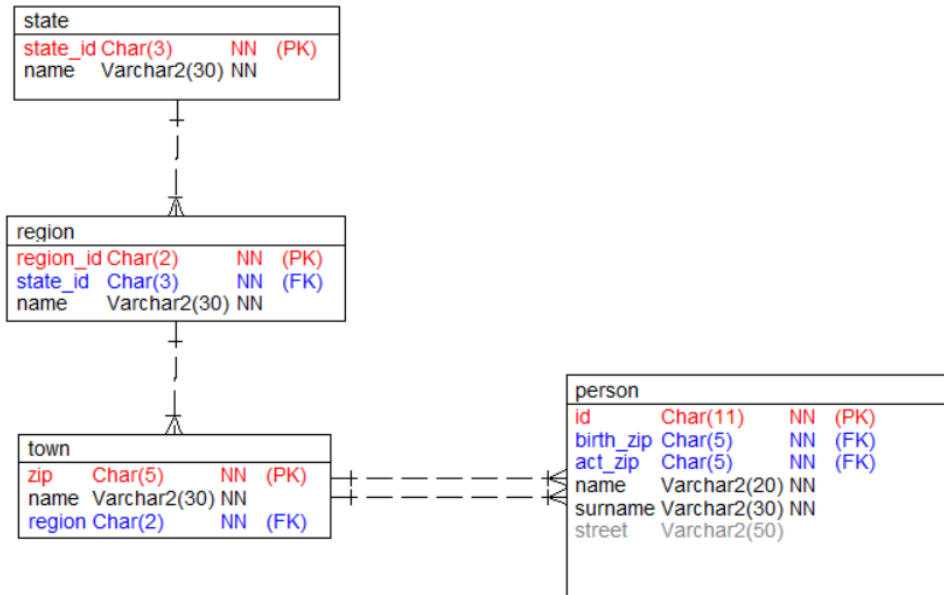 state
state_id Char(3) NN (PK)
name Varchar2(30) NN
region
region_id Char(2) NN (PK)
state_id Char(3) NN (FK)
name Varchar2(30) NN
town
zip Char(5) NN (PK)
name Varchar2(30) NN
region Char(2) NN (FK)
person
id Char(11) NN (PK)
birth_zip Char(5) NN (FK)
act_zip Char(5) NN (FK)
name Varchar2(20) NN
surname Varchar2(30) NN
street Varchar2(50)